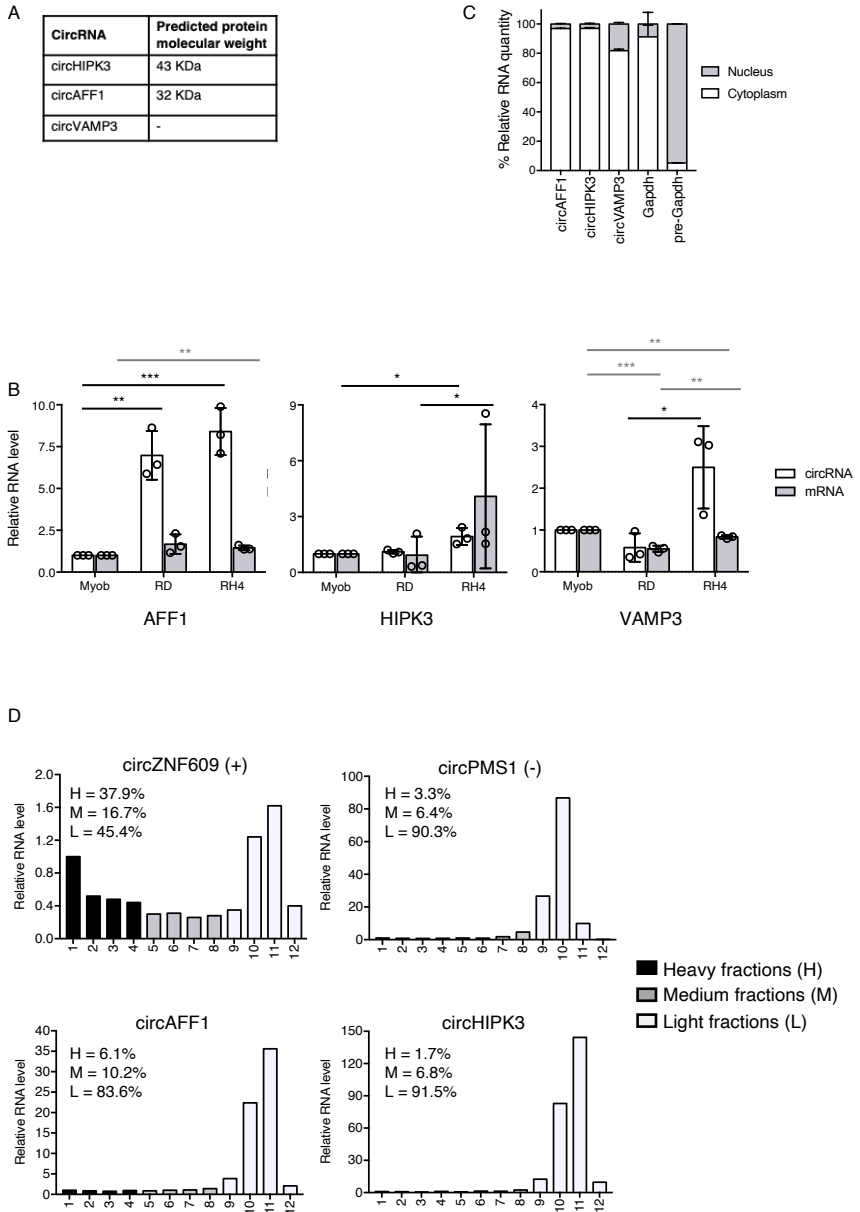 A
CircRNA Predicted protein
molecular weight
circHIPK3 43 KDa
circAFF1 32 KDa
circVAMP3 -
C
% Relative RNA quantity
100
80
60
40
20
0
circAFF1
circHIPK3
circVAMP3
Gapdh
pre-Gapdh
Nucleus
Cytoplasm
B
Relative RNA level
10.0
7.5
5.0
2.5
0.0
**
***
**
Myob RD RH4
AFF1
9
6
3
0
*
*
Myob RD RH4
HIPK3
4
3
2
1
0
**
***
**
*
Myob RD RH4
VAMP3
circRNA
mRNA
D
circZNF609 (+)
H = 37.9%
M = 16.7%
L = 45.4%
Relative RNA level
2.0
1.6
1.2
0.8
0.4
0.0
1 2 3 4 5 6 7 8 9 10 11 12
circPMS1 (-)
H = 3.3%
M = 6.4%
L = 90.3%
Relative RNA level
100
80
60
40
20
0
1 2 3 4 5 6 7 8 9 10 11 12
Heavy fractions (H)
Medium fractions (M)
Light fractions (L)
circAFF1
H = 6.1%
M = 10.2%
L = 83.6%
Relative RNA level
40
35
30
25
20
15
10
5
0
1 2 3 4 5 6 7 8 9 10 11 12
circHIPK3
H = 1.7%
M = 6.8%
L = 91.5%
Relative RNA level
150
120
90
60
30
0
1 2 3 4 5 6 7 8 9 10 11 12